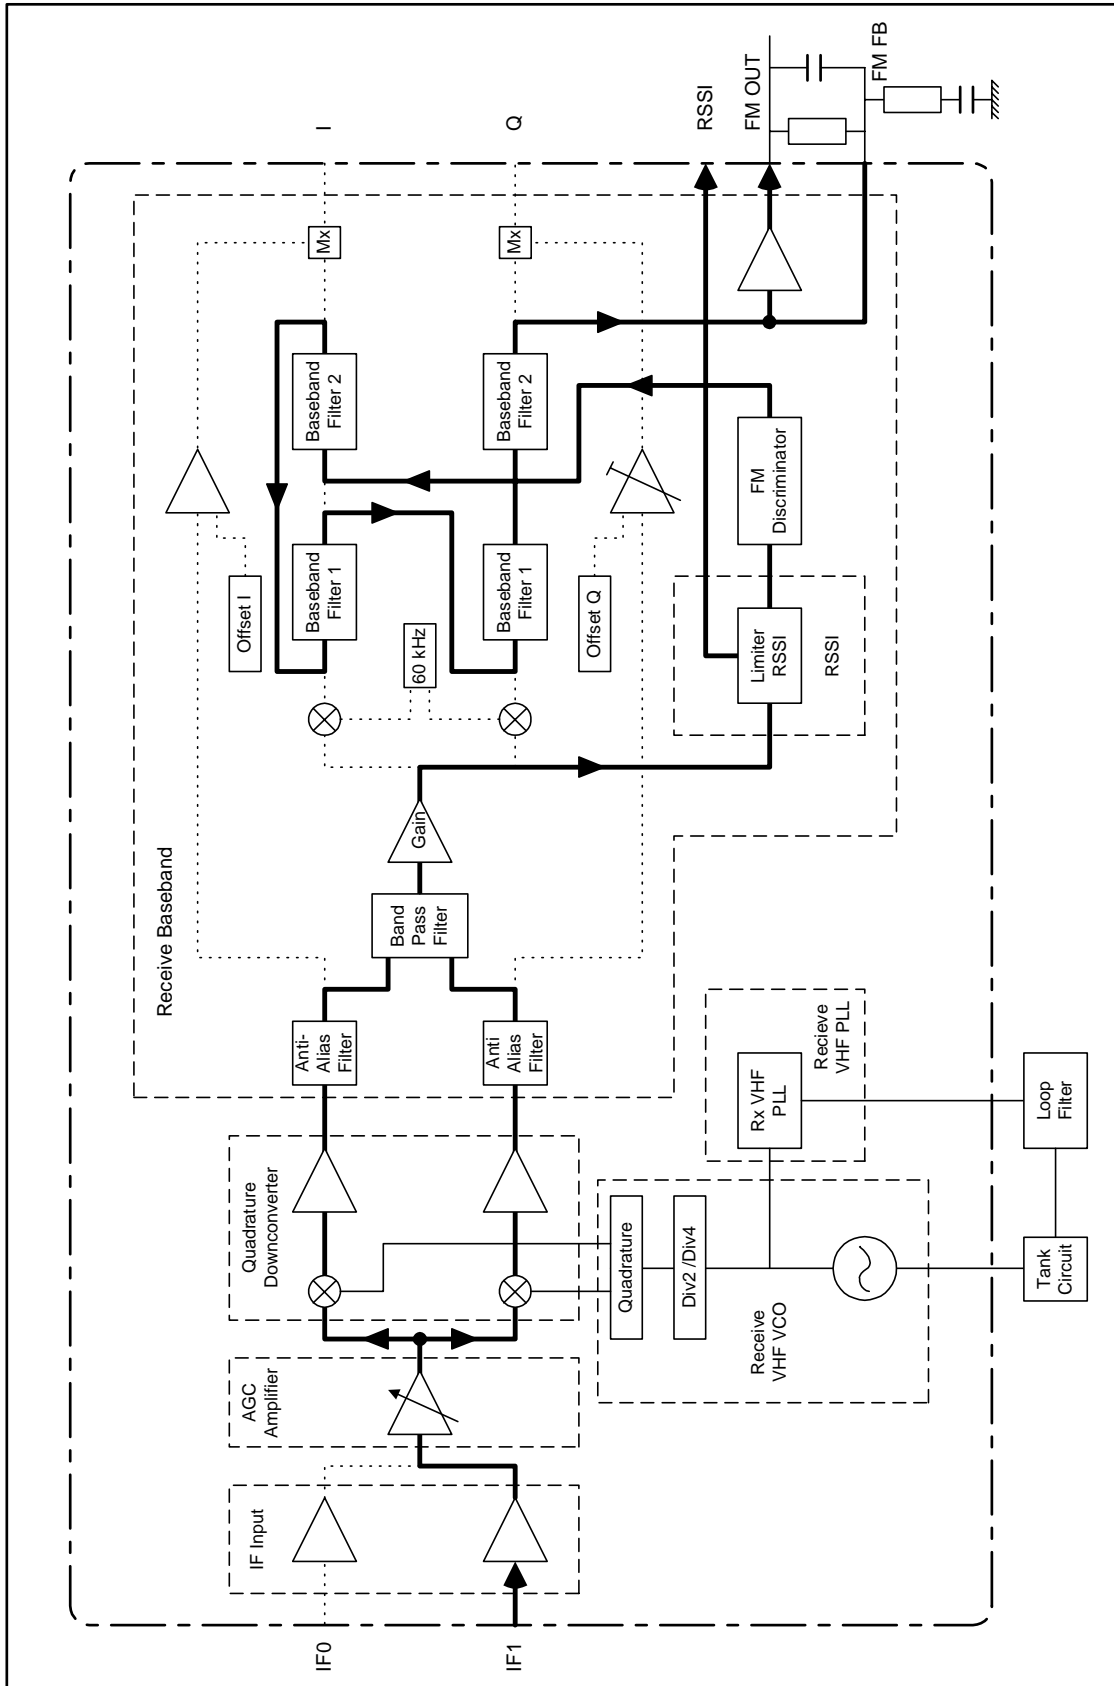 IF0
IF1
IF Input
AGC
Amplifier
Quadrature
Downconverter
Quadrature
Div2 /Div4
Receive
VHF VCO
Tank
Circuit
Loop
Filter
Rx VHF
PLL
Recieve
VHF PLL
Receive Baseband
Anti-
Alias
Filter
Anti
Alias
Filter
Band
Pass
Filter
Gain
60 kHz
Offset I
Offset Q
Baseband
Filter 1
Baseband
Filter 2
Baseband
Filter 1
Baseband
Filter 2
Mx
Mx
Limiter
RSSI
RSSI
FM
Discriminator
I
Q
RSSI
FM OUT
FM FB